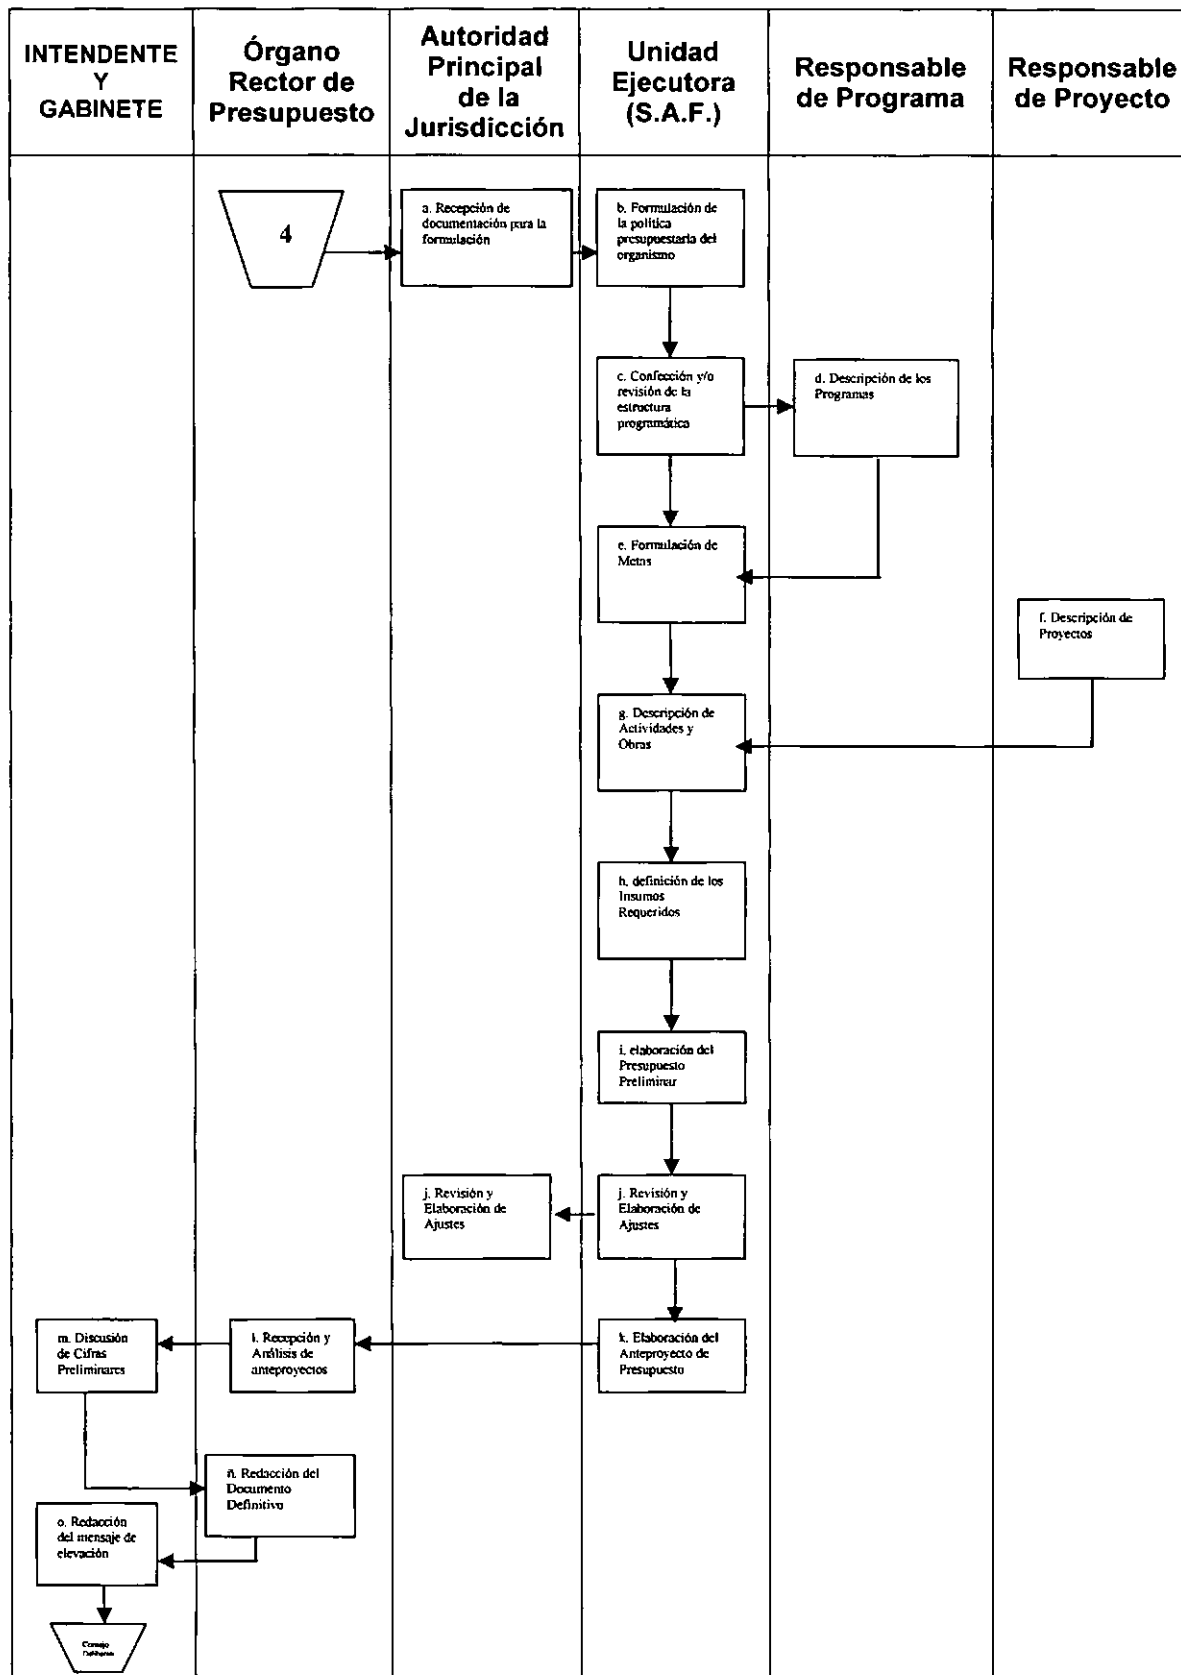 INTENDENTE
Y
GABINETE
Órgano
Rector de
Presupuesto
Autoridad
Principal
de la
Jurisdicción
Unidad
Ejecutora
(S.A.F.)
Responsable
de Programa
Responsable
de Proyecto
4
a. Recepción de
documentación para la
formulación
b. Formulación de
la política
presupuestaria del
organismo
c. Confección y/o
revisión de la
estructura
programática
d. Descripción de los
Programas
e. Formulación de
Metas
f. Descripción de
Proyectos
g. Descripción de
Actividades y
Obras
h. definición de los
Insumos
Requeridos
i. elaboración del
Presupuesto
Preliminar
j. Revisión y
Elaboración de
Ajustes
j. Revisión y
Elaboración de
Ajustes
m. Discusión
de Cifras
Preliminares
l. Recepción y
Análisis de
anteproyectos
k. Elaboración del
Anteproyecto de
Presupuesto
ñ. Redacción del
Documento
Definitivo
o. Redacción
del mensaje de
elevación